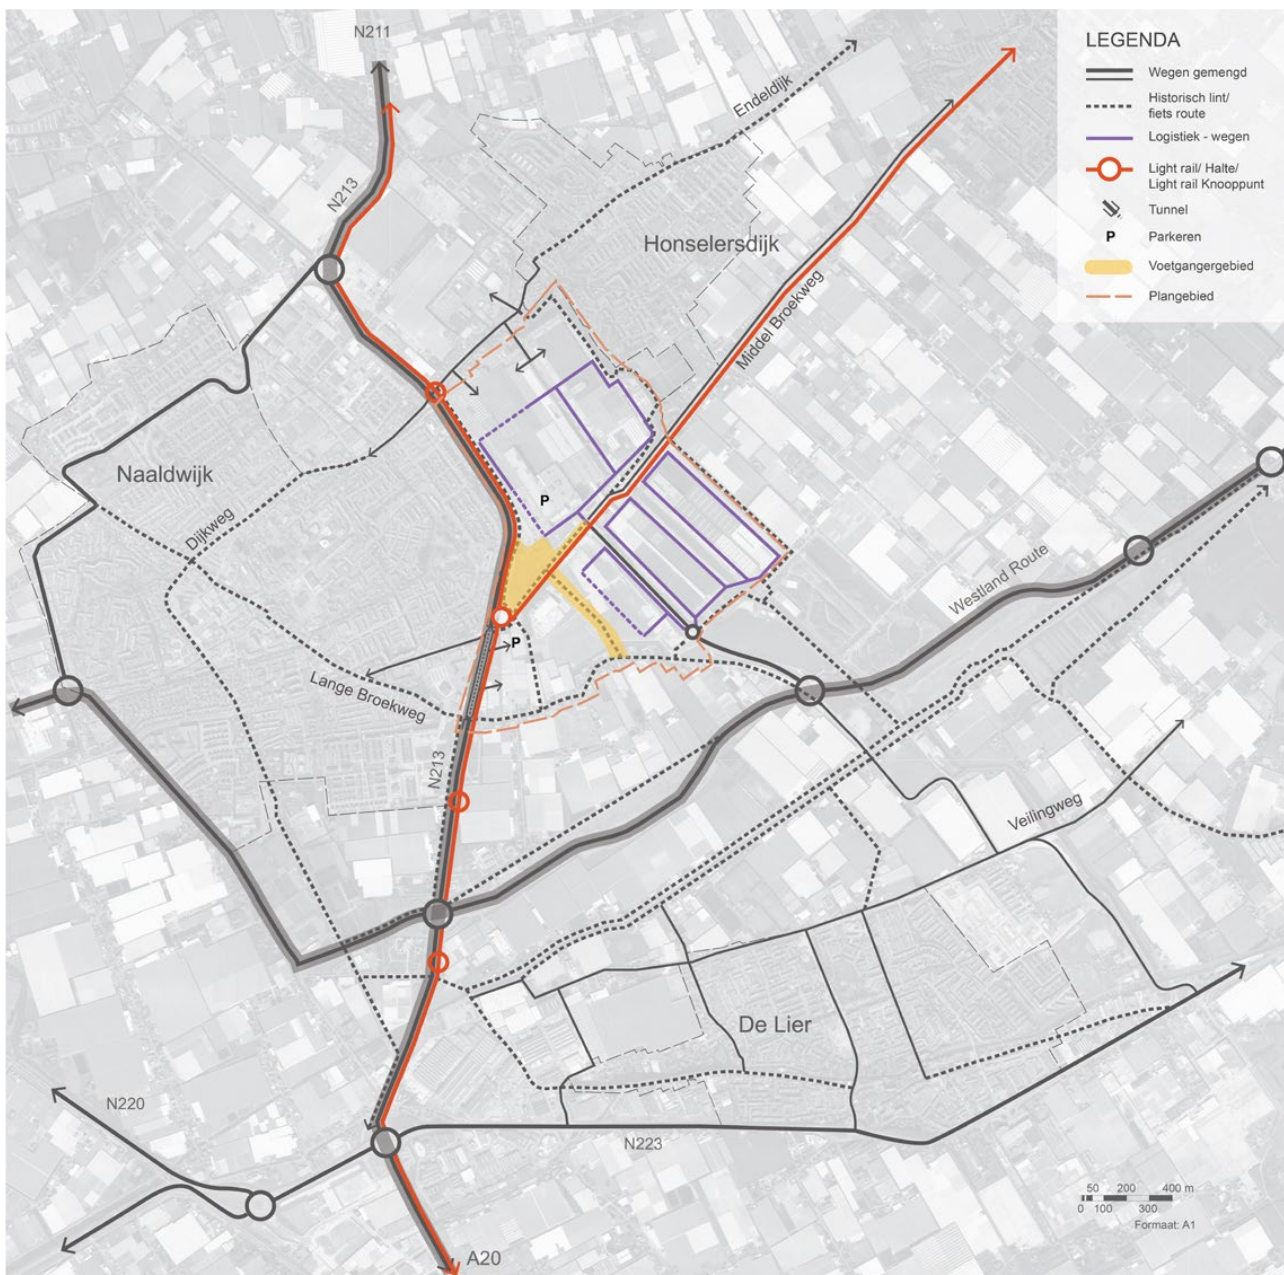 N211
LEGENDA
Wegen gemengd
Historisch lint/
fiets route
Logistiek - wegen
Light rail/ Halte/
Light rail Knooppunt
Tunnel
P Parkeren
Voetgangergebied
Plangebied
Endeldijk
N213
Honselersdijk
Middel Broekweg
Naaldwijk
P
Dijkweg
Westland Route
P
Lange Broekweg
N213
Veilingweg
De Lier
N220
N223
50 200 400 m
0 100 300
Formaat: A1
A20